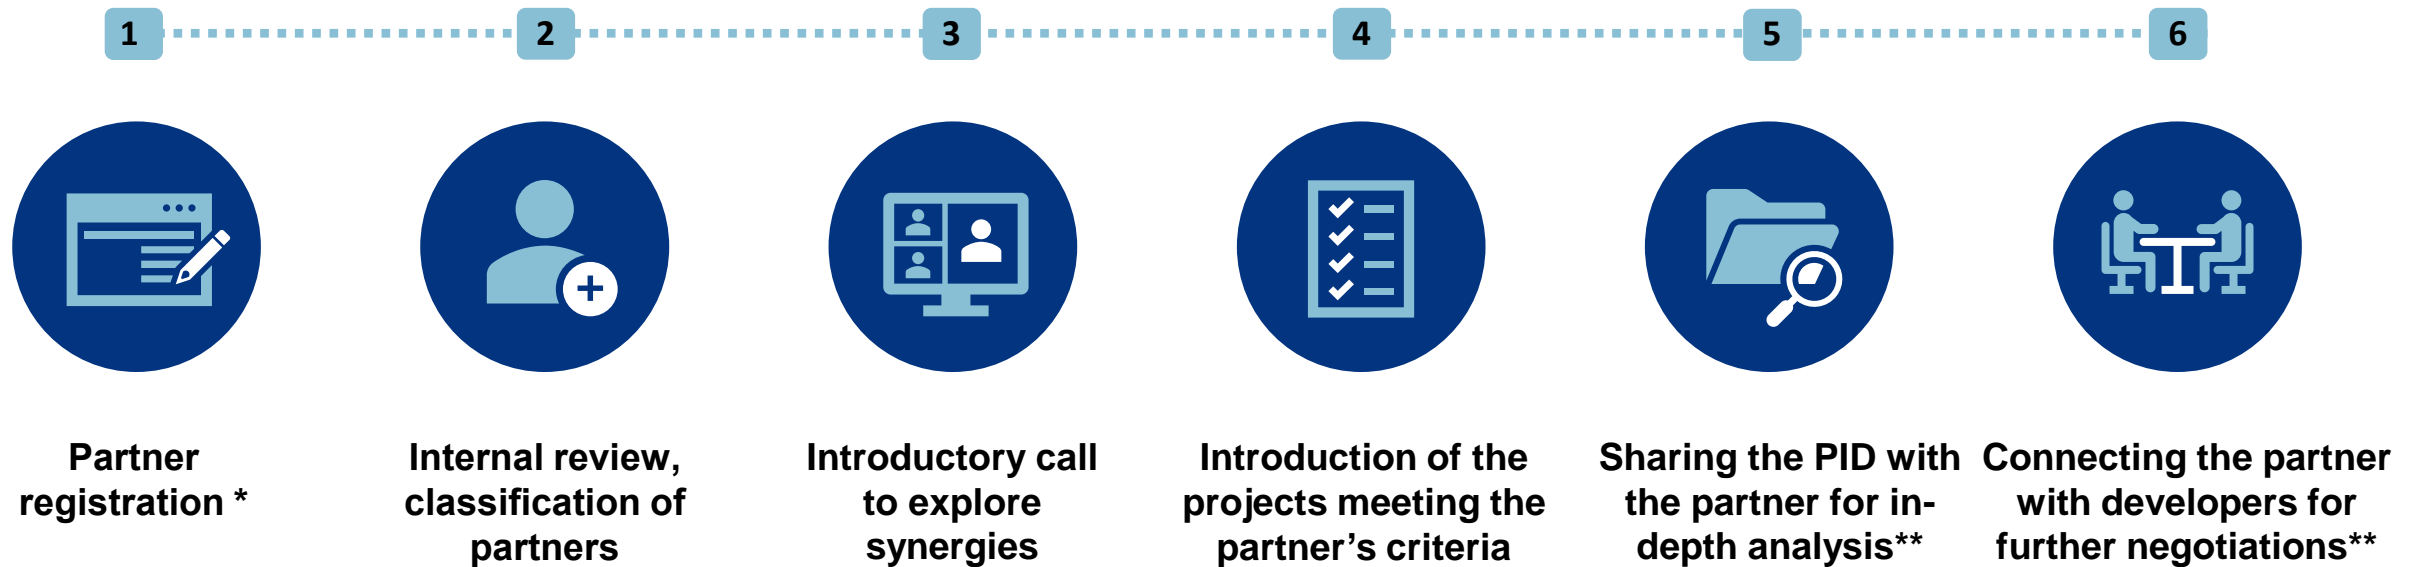 1
2
3
4
5
6
Partner
registration *
Internal review,
classification of
partners
Introductory call
to explore
synergies
Introduction of the
projects meeting the
partner’s criteria
Sharing the PID with
the partner for in-
depth analysis**
Connecting the partner
with developers for
further negotiations**